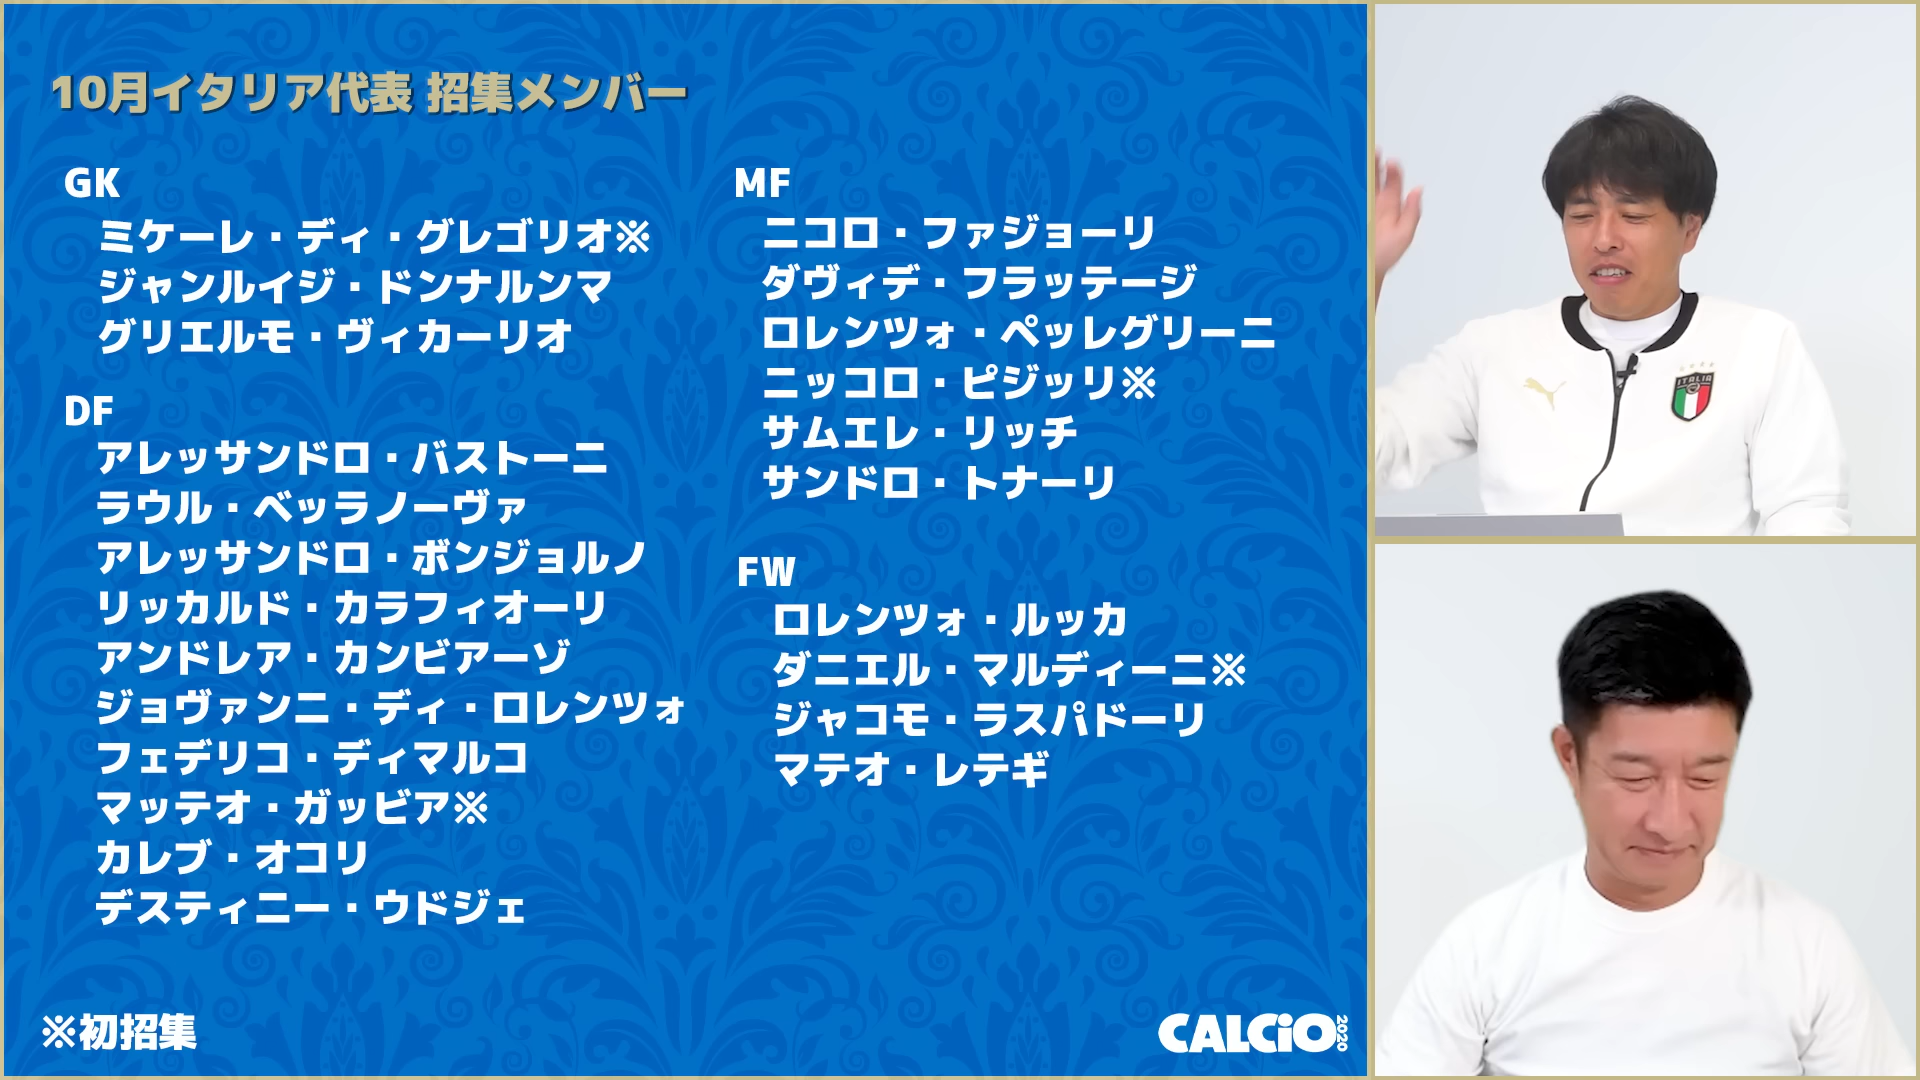 10月イタリア代表 招集メンバー
GK
ミケーレ・ディ・グレゴリオ※
ジャンルイジ・ドンナルンマ
グリエルモ・ヴィカーリオ
DF
アレッサンドロ・バストーニ
ラウル・ベッラノーヴァ
アレッサンドロ・ボンジョルノ
リッカルド・カラフィオーリ
アンドレア・カンビアーゾ
ジョヴァンニ・ディ・ロレンツォ
フェデリコ・ディマルコ
マッテオ・ガッビア※
カレブ・オコリ
デスティニー・ウドジェ
※初招集
MF
ニコロ・ファジョーリ
ダヴィデ・フラッテージ
ロレンツォ・ペッレグリーニ
ニッコロ・ピジッリ※
サムエレ・リッチ
サンドロ・トナーリ
FW
ロレンツォ・ルッカ
ダニエル・マルディーニ※
ジャコモ・ラスパドーリ
マテオ・レテギ
CALCiO 2020
ITALIA